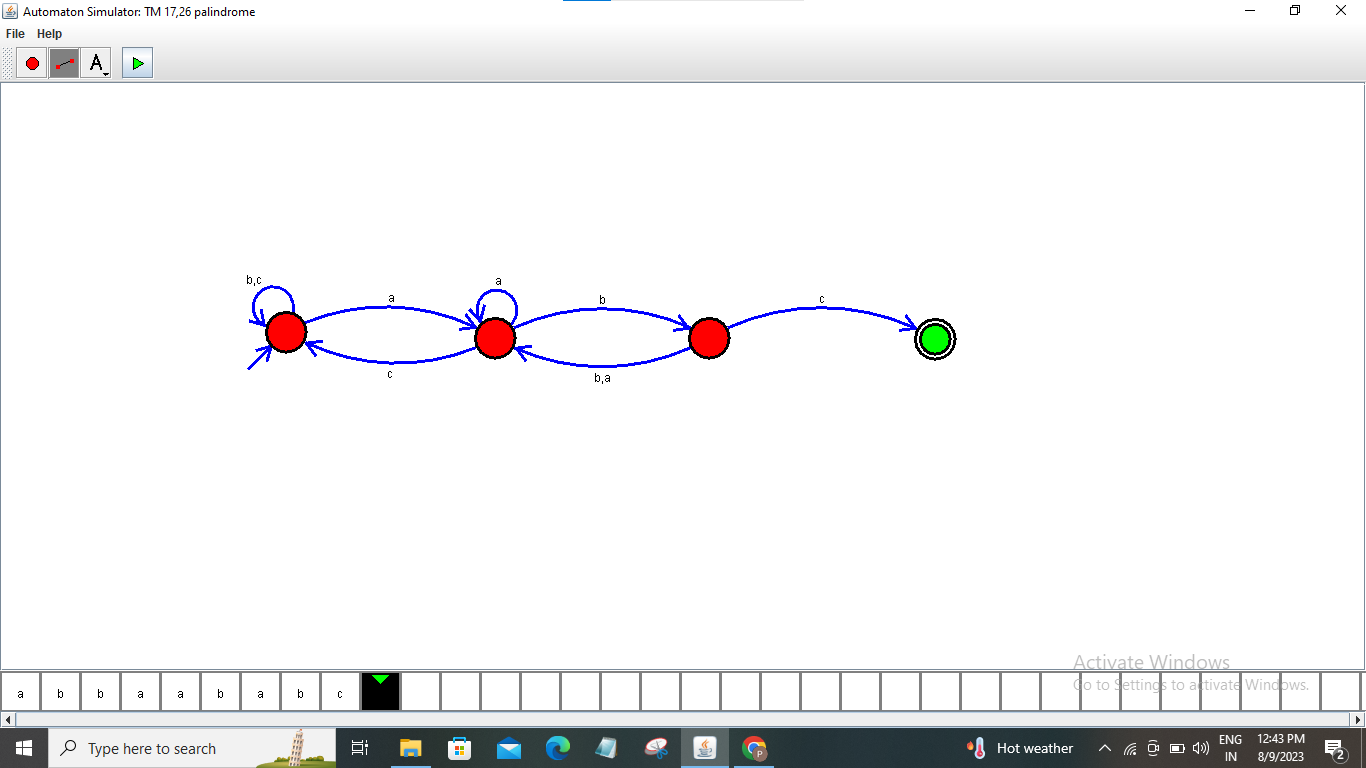 Automaton Simulator: TM 17,26 palindrome
File Help
A
b,c
a
a
b
c
c
b,a
Activate Windows
Go to Settings to activate Windows.
a b b a a b a b c
Type here to search
Hot weather
ENG
IN
12:43 PM
8/9/2023
2
P